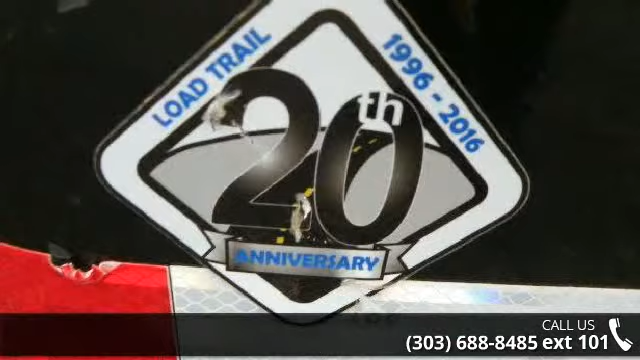 LOAD TRAIL
1996 - 2016
20th
ANNIVERSARY
CALL US
(303) 688-8485 ext 101